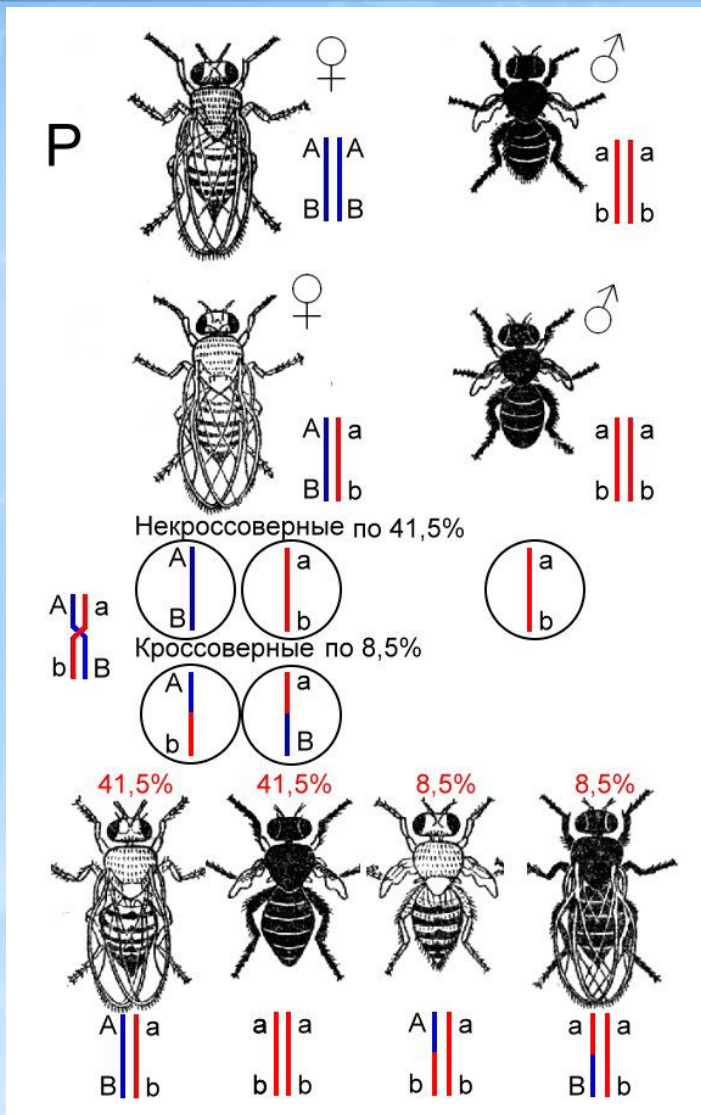 ♀ ♂
P
A A a a
B B b b
♀ ♂
A a a a
B b b b
Некроссоверные по 41,5%
A a a
B b b
A a
b B
Кроссоверные по 8,5%
A a
b B
41,5% 41,5% 8,5% 8,5%
A a a a A a a a
B b b b b b B b